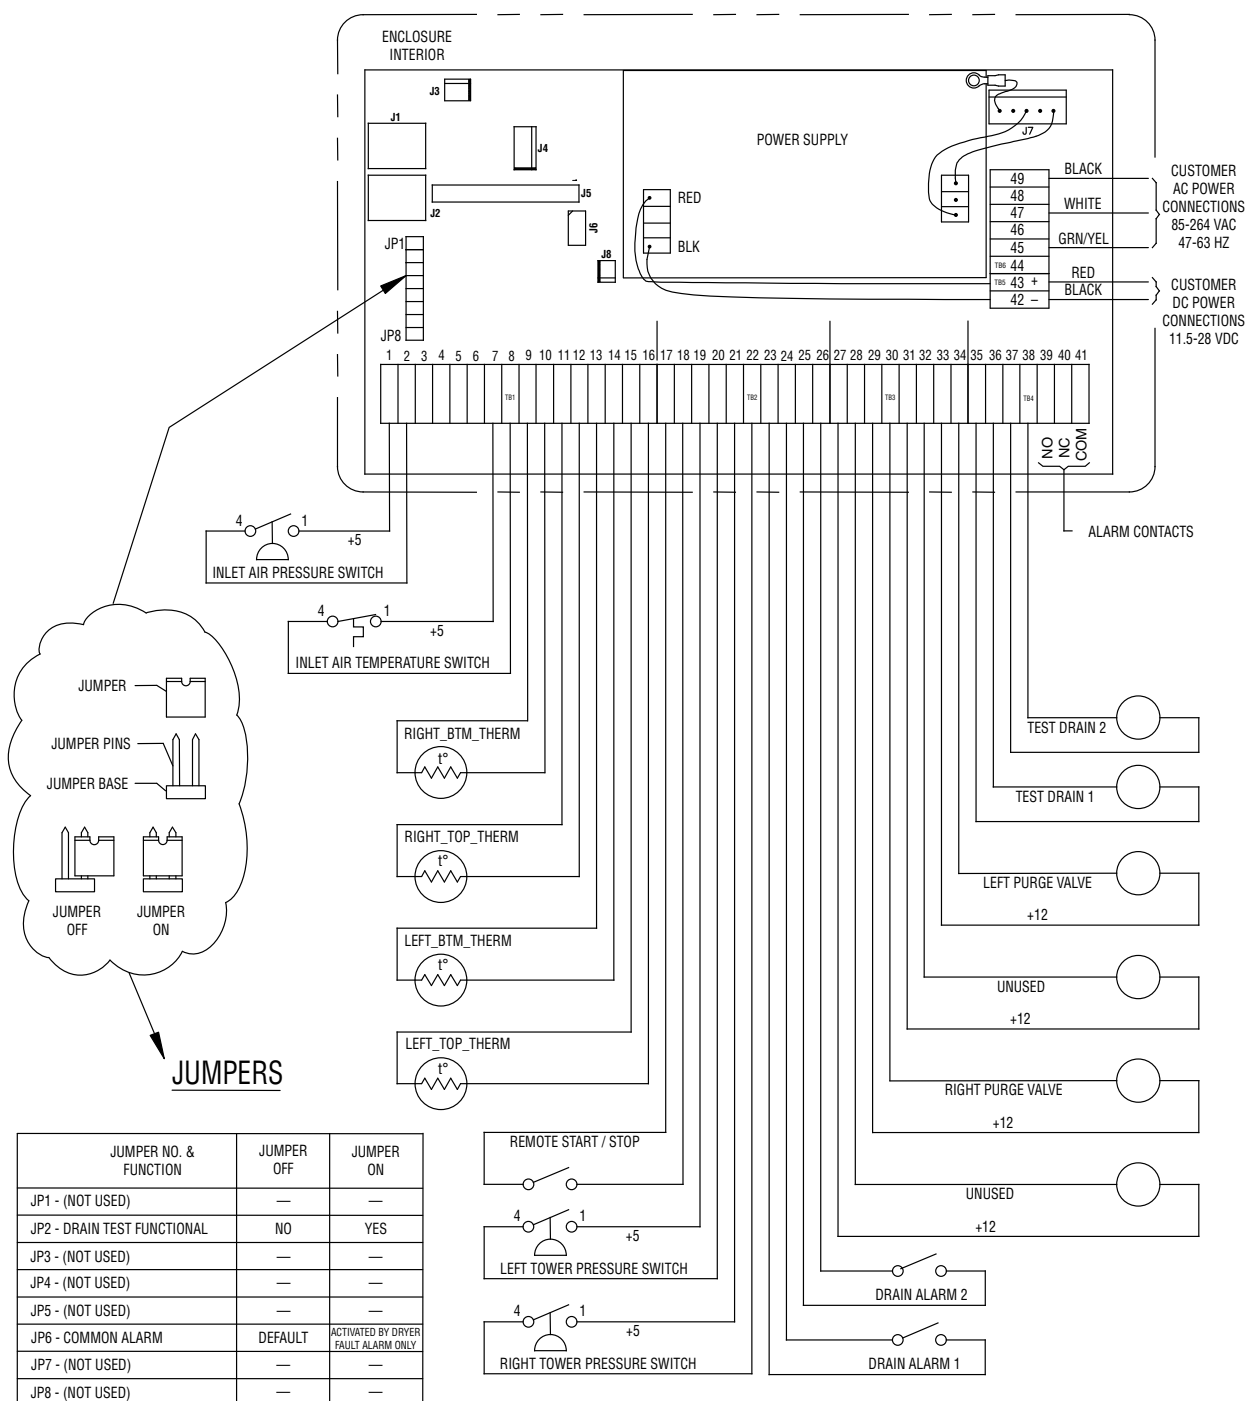 ENCLOSURE
INTERIOR
J3
J1
J4
J2
J5
J6
J8
JP1
JP8
POWER SUPPLY
RED
BLK
J7
49
48
47
46
45
TB6 44
TB5 43 +
42 –
BLACK
WHITE
GRN/YEL
RED
BLACK
CUSTOMER
AC POWER
CONNECTIONS
85-264 VAC
47-63 HZ
CUSTOMER
DC POWER
CONNECTIONS
11.5-28 VDC
1 2 3 4 5 6 7 8 9 10 11 12 13 14 15 16 17 18 19 20 21 22 23 24 25 26 27 28 29 30 31 32 33 34 35 36 37 38 39 40 41
TB1 TB2 TB3 TB4
NO
NC
COM
ALARM CONTACTS
4 1
+5
INLET AIR PRESSURE SWITCH
4 1
+5
INLET AIR TEMPERATURE SWITCH
JUMPER
JUMPER PINS
JUMPER BASE
JUMPER
OFF
JUMPER
ON
JUMPERS
RIGHT_BTM_THERM
t°
RIGHT_TOP_THERM
t°
LEFT_BTM_THERM
t°
LEFT_TOP_THERM
t°
TEST DRAIN 2
TEST DRAIN 1
LEFT PURGE VALVE
+12
UNUSED
+12
RIGHT PURGE VALVE
+12
UNUSED
+12
REMOTE START / STOP
4 1
+5
LEFT TOWER PRESSURE SWITCH
4 1
+5
RIGHT TOWER PRESSURE SWITCH
DRAIN ALARM 2
DRAIN ALARM 1
JUMPER NO. &
FUNCTION
JUMPER
OFF
JUMPER
ON
JP1 - (NOT USED) — —
JP2 - DRAIN TEST FUNCTIONAL NO YES
JP3 - (NOT USED) — —
JP4 - (NOT USED) — —
JP5 - (NOT USED) — —
JP6 - COMMON ALARM DEFAULT ACTIVATED BY DRYER
FAULT ALARM ONLY
JP7 - (NOT USED) — —
JP8 - (NOT USED) — —